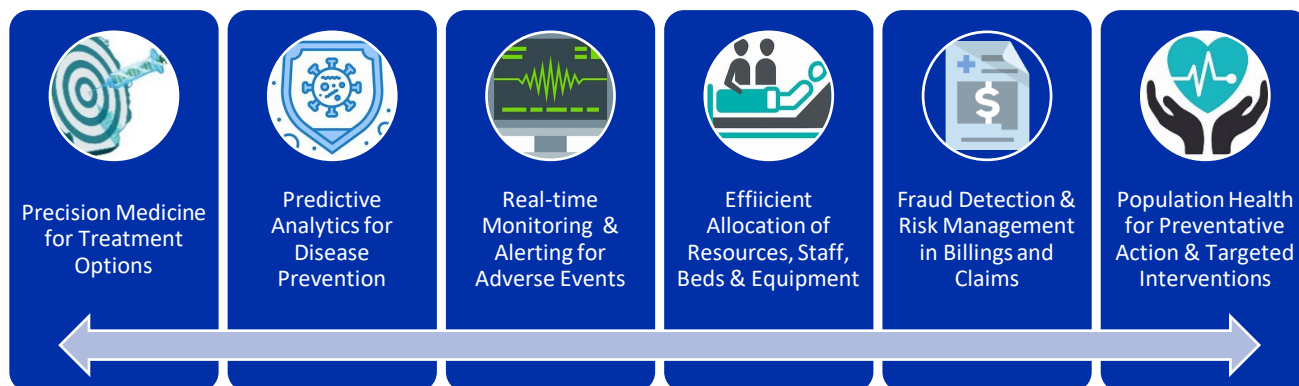 Precision Medicine
for Treatment
Options
Predictive
Analytics for
Disease
Prevention
Real-time
Monitoring &
Alerting for
Adverse Events
Effiicient
Allocation of
Resources, Staff,
Beds & Equipment
$
Fraud Detection &
Risk Management
in Billings and
Claims
Population Health
for Preventative
Action & Targeted
Interventions